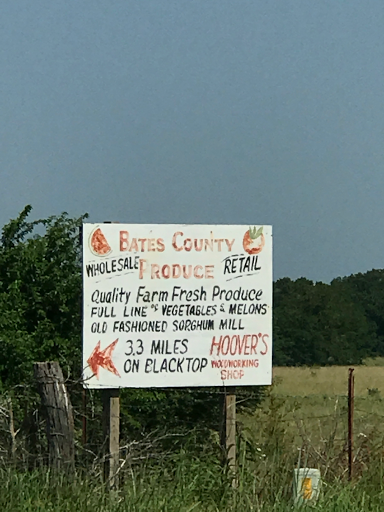 BATES COUNTY
WHOLESALE PRODUCE RETAIL
Quality Farm Fresh Produce
FULL LINE OF VEGETABLES & MELONS
OLD FASHIONED SORGHUM MILL
3.3 MILES
ON BLACKTOP
HOOVER'S
WOODWORKING
SHOP